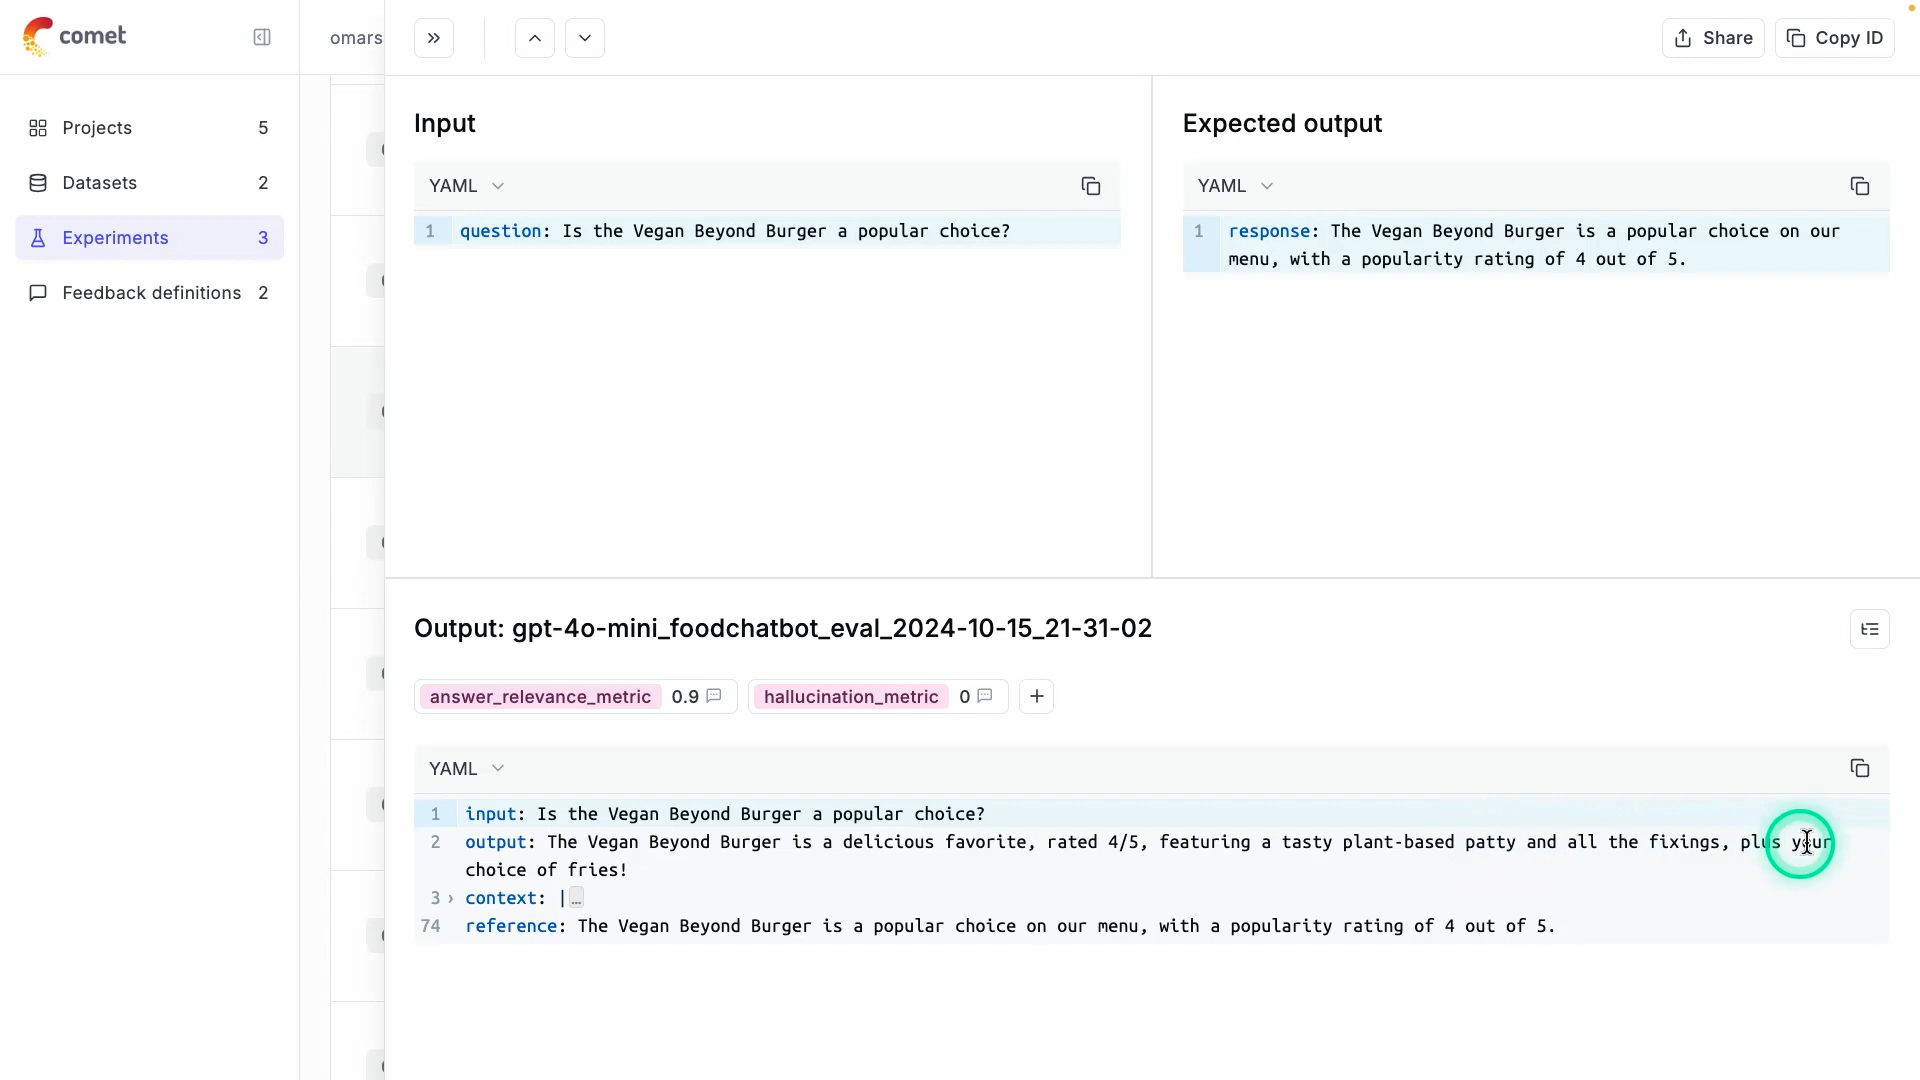 comet
omars
Share
Copy ID
Projects 5
Datasets 2
Experiments 3
Feedback definitions 2
Input
YAML
1 question: Is the Vegan Beyond Burger a popular choice?
Expected output
YAML
1 response: The Vegan Beyond Burger is a popular choice on our
menu, with a popularity rating of 4 out of 5.
Output: gpt-4o-mini_foodchatbot_eval_2024-10-15_21-31-02
answer_relevance_metric 0.9 hallucination_metric 0
YAML
1 input: Is the Vegan Beyond Burger a popular choice?
2 output: The Vegan Beyond Burger is a delicious favorite, rated 4/5, featuring a tasty plant-based patty and all the fixings, plus your
choice of fries!
3 context: |…
74 reference: The Vegan Beyond Burger is a popular choice on our menu, with a popularity rating of 4 out of 5.